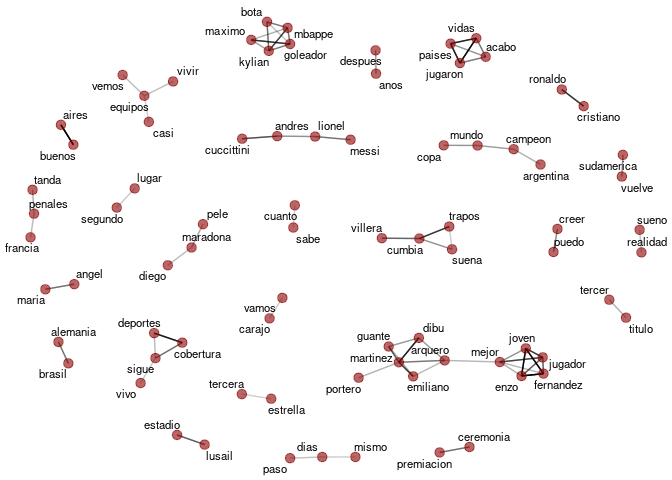 bota
maximo
mbappe
kylian
goleador
despues
anos
vidas
acabo
paises
jugaron
vemos
vivir
equipos
casi
ronaldo
cristiano
aires
buenos
cuccittini
andres
lionel
messi
copa
mundo
campeon
argentina
sudamerica
vuelve
tanda
penales
francia
lugar
segundo
pele
maradona
diego
cuanto
sabe
villera
trapos
cumbia
suena
creer
puedo
sueno
realidad
angel
maria
vamos
carajo
tercer
titulo
alemania
brasil
deportes
cobertura
sigue
vivo
guante
dibu
martinez
arquero
portero
emiliano
mejor
joven
jugador
enzo
fernandez
tercera
estrella
estadio
lusail
dias
mismo
paso
ceremonia
premiacion